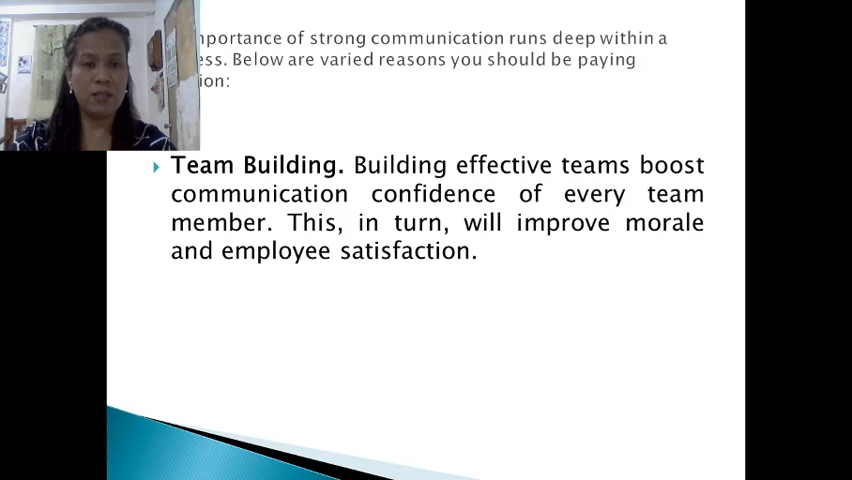 mportance of strong communication runs deep within a
ess. Below are varied reasons you should be paying
ion:
Team Building. Building effective teams boost
communication confidence of every team
member. This, in turn, will improve morale
and employee satisfaction.